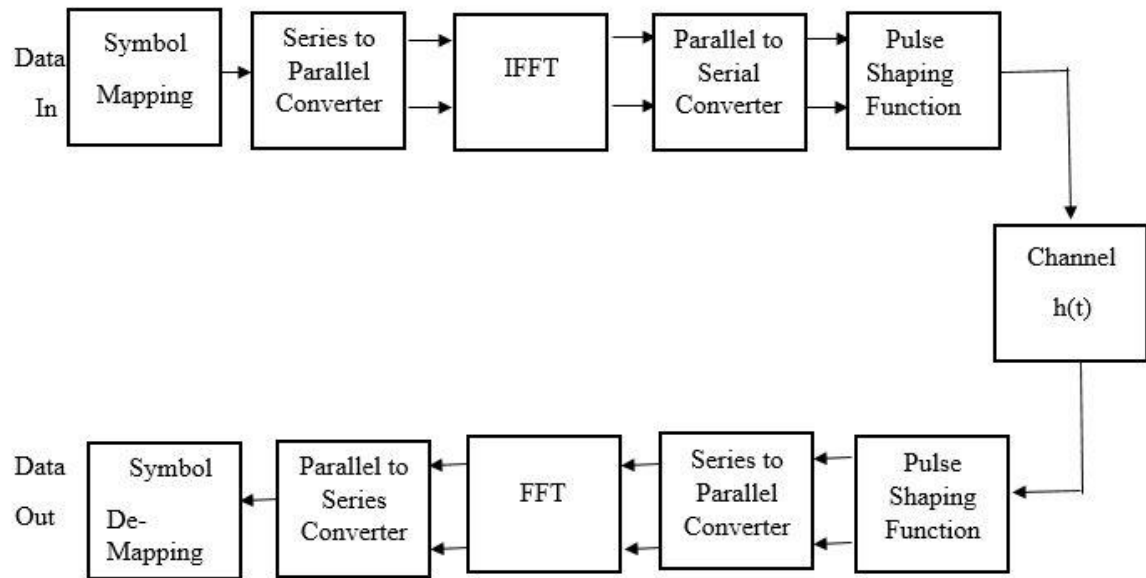 Data
In
Symbol
Mapping
Series to
Parallel
Converter
IFFT
Parallel to
Serial
Converter
Pulse
Shaping
Function
Channel
h(t)
Data
Out
Symbol
De-
Mapping
Parallel to
Series
Converter
FFT
Series to
Parallel
Converter
Pulse
Shaping
Function